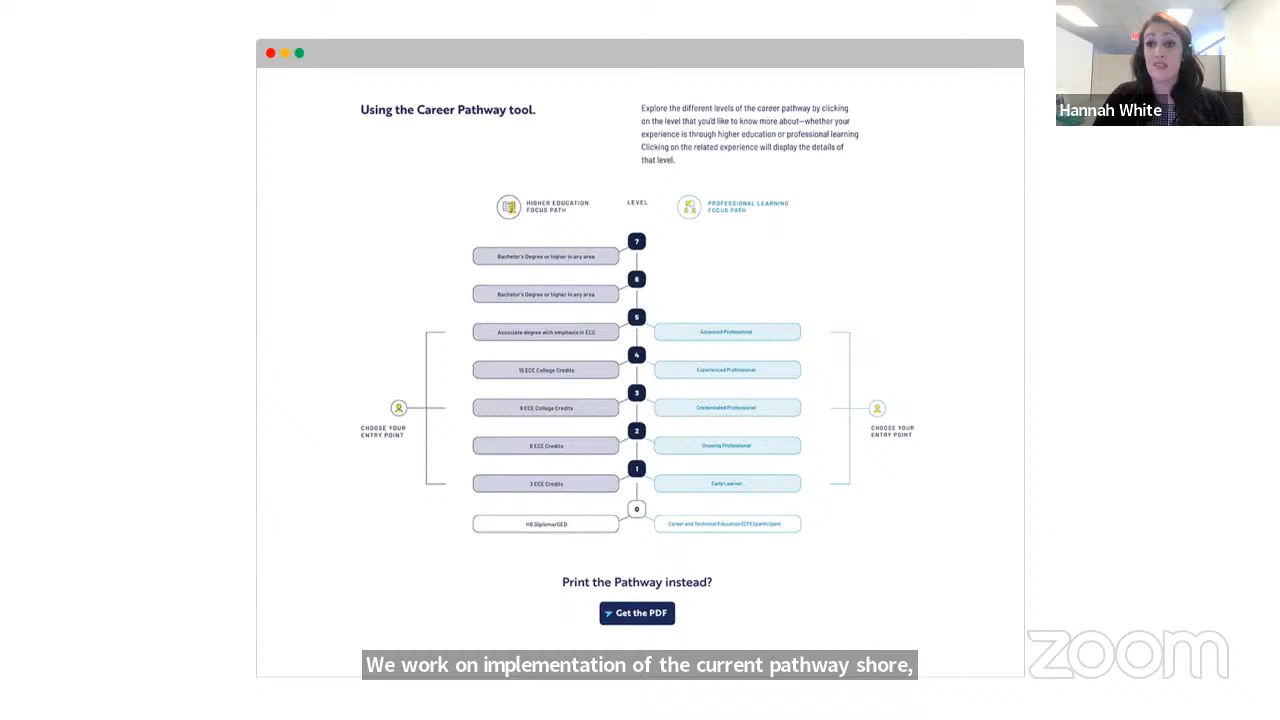 Using the Career Pathway tool.
Explore the different levels of the career pathway by clicking
on the level that you'd like to know more about—whether your
experience is through higher education or professional learning
Clicking on the related experience will display the details of
that level.
HIGHER EDUCATION
FOCUS PATH
LEVEL
PROFESSIONAL LEARNING
FOCUS PATH
7
Bachelor's Degree or higher in any area
6
Bachelor's Degree or higher in any area
5
Associate degree with emphasis in ECE
Advanced Professional
4
15 ECE College Credits
Experienced Professional
3
9 ECE College Credits
Credentialed Professional
2
6 ECE Credits
Growing Professional
1
3 ECE Credits
Early Learner
0
HS Diploma/GED
Career and Technical Education (CTE) participant
CHOOSE YOUR
ENTRY POINT
CHOOSE YOUR
ENTRY POINT
Print the Pathway instead?
Get the PDF
We work on implementation of the current pathway shore,
Hannah White
zoom